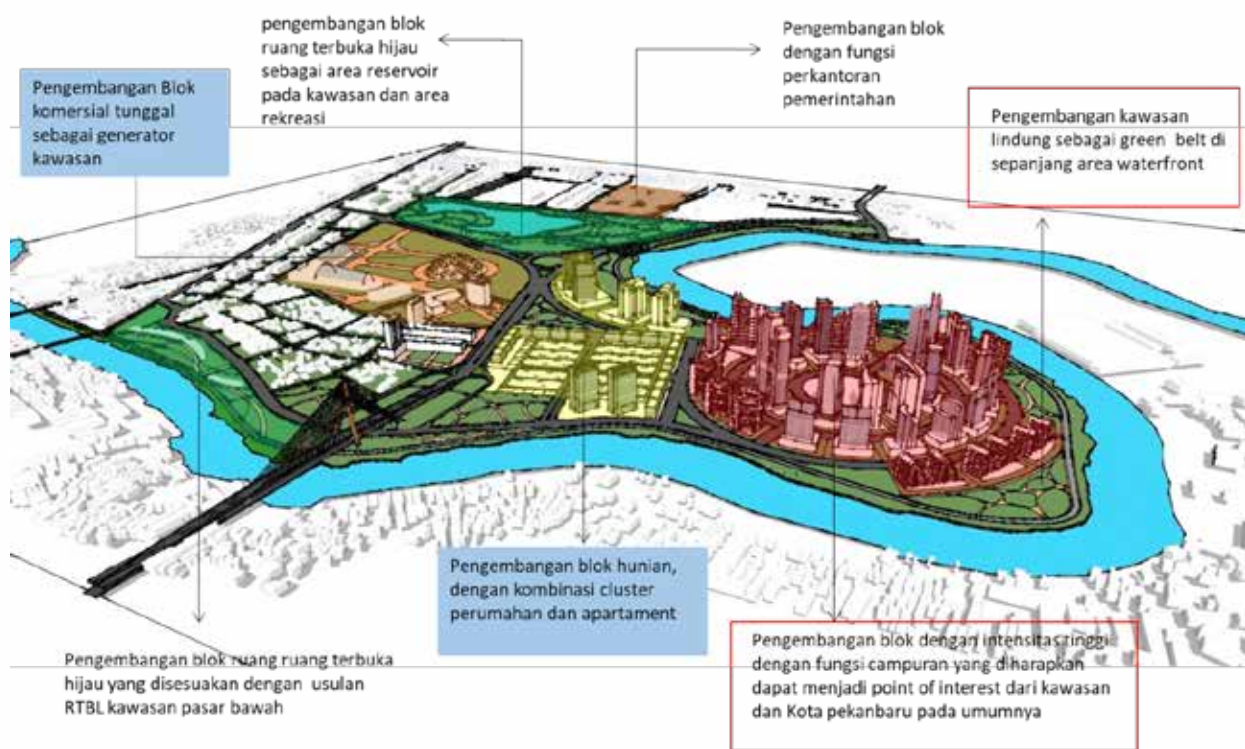 pengembangan blok
ruang terbuka hijau
sebagai area reservoir
pada kawasan dan area
rekreasi
Pengembangan blok
dengan fungsi
perkantoran
pemerintahan
Pengembangan Blok
komersial tunggal
sebagai generator
kawasan
Pengembangan kawasan
lindung sebagai green belt di
sepanjang area waterfront
Pengembangan blok hunian,
dengan kombinasi cluster
perumahan dan apartament
Pengembangan blok ruang ruang terbuka
hijau yang disesuakan dengan usulan
RTBL kawasan pasar bawah
Pengembangan blok dengan intensitas tinggi
dengan fungsi campuran yang diharapkan
dapat menjadi point of interest dari kawasan
dan Kota pekanbaru pada umumnya